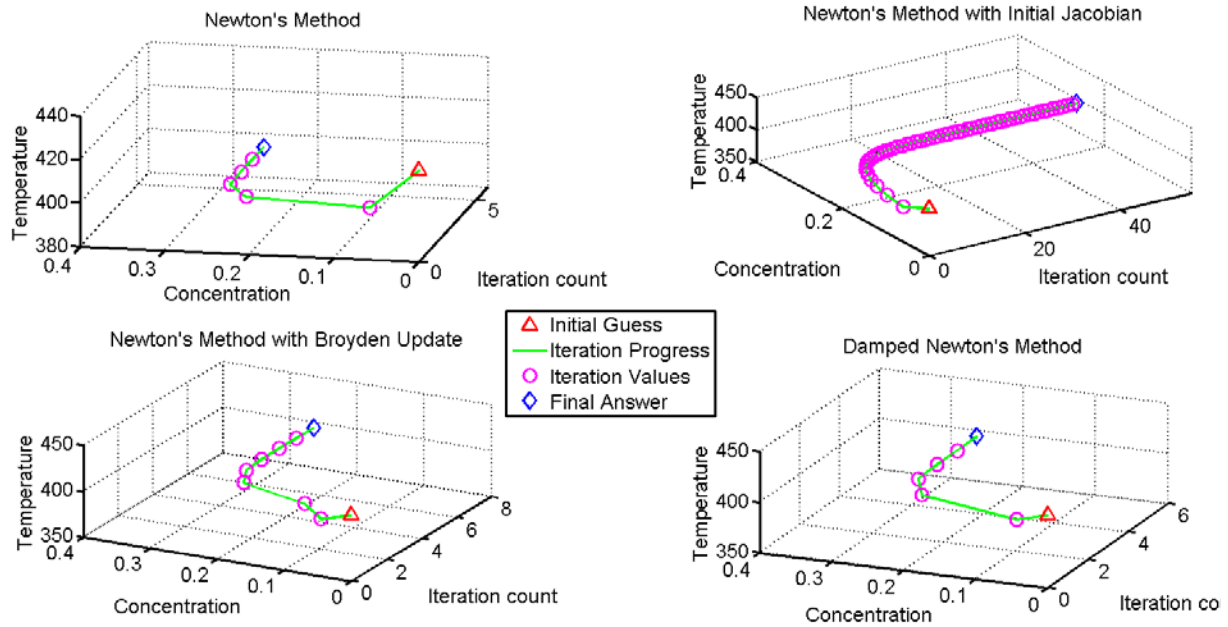 Newton's Method
440
420
400
380
Temperature
0.4
0.3
0.2
0.1
0
Concentration
0
5
Iteration count
Newton's Method with Initial Jacobian
450
400
350
Temperature
0.4
0.2
0
Concentration
0
20
40
Iteration count
Newton's Method with Broyden Update
450
400
350
Temperature
0.4
0.3
0.2
0.1
0
Concentration
0
2
4
6
8
Iteration count
Initial Guess
Iteration Progress
Iteration Values
Final Answer
Damped Newton's Method
450
400
350
Temperature
0.4
0.3
0.2
0.1
0
Concentration
0
2
4
6
Iteration co